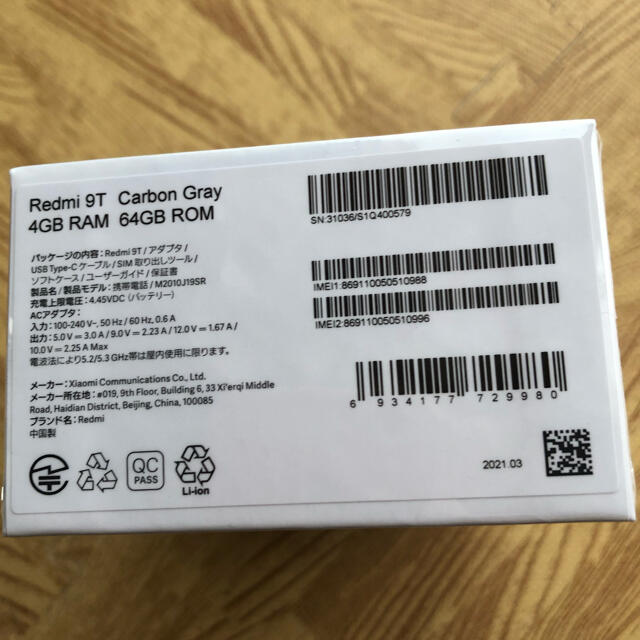 Redmi 9T Carbon Gray
4GB RAM 64GB ROM
パッケージの内容: Redmi 9T / アダプタ /
USB Type-C ケーブル / SIM 取り出しツール /
ソフトケース / ユーザーガイド / 保証書
製品名 / 製品モデル: 携帯電話 / M2010J19SR
充電上限電圧: 4.45VDC (バッテリー)
ACアダプタ:
入力: 100-240 V~, 50 Hz / 60 Hz, 0.6 A
出力: 5.0 V = 3.0 A / 9.0 V = 2.23 A / 12.0 V = 1.67 A /
10.0 V = 2.25 A Max
電波法により5.2/5.3 GHz帯は屋内使用に限ります。
メーカー: Xiaomi Communications Co., Ltd.
メーカー所在地: #019, 9th Floor, Building 6, 33 Xi'erqi Middle
Road, Haidian District, Beijing, China, 100085
ブランド名: Redmi
中国製
QC
PASS
Li-ion
SN:31036/S1Q400579
IMEI1:869110050510988
IMEI2:869110050510996
6 934177 729980
2021.03